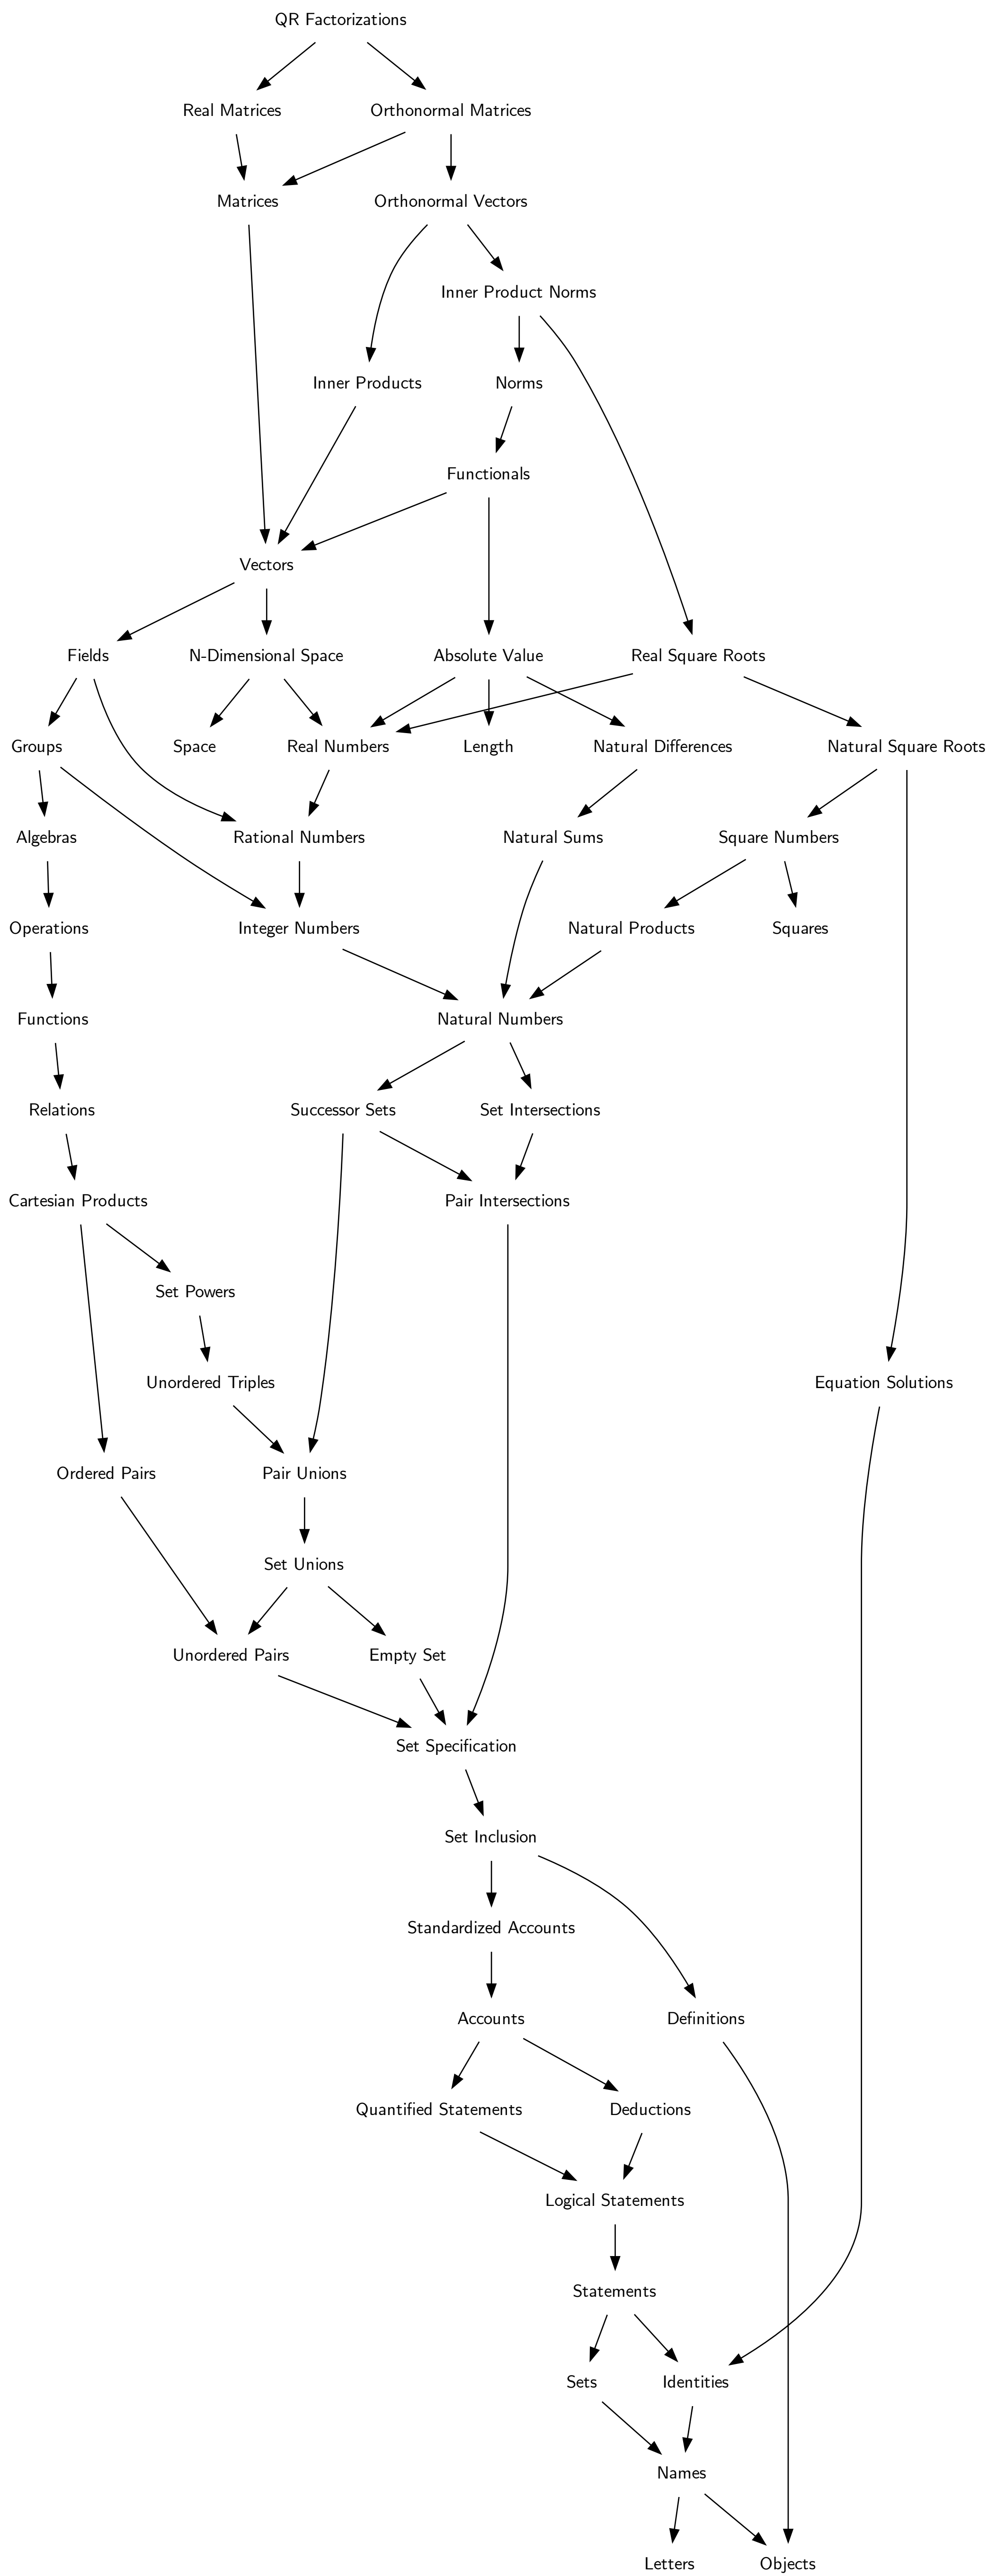 QR Factorizations
Real Matrices
Orthonormal Matrices
Matrices
Orthonormal Vectors
Inner Product Norms
Inner Products
Norms
Functionals
Vectors
Fields
N-Dimensional Space
Absolute Value
Real Square Roots
Groups
Space
Real Numbers
Length
Natural Differences
Natural Square Roots
Algebras
Rational Numbers
Natural Sums
Square Numbers
Operations
Integer Numbers
Natural Products
Squares
Functions
Natural Numbers
Relations
Successor Sets
Set Intersections
Cartesian Products
Pair Intersections
Set Powers
Unordered Triples
Equation Solutions
Ordered Pairs
Pair Unions
Set Unions
Unordered Pairs
Empty Set
Set Specification
Set Inclusion
Standardized Accounts
Accounts
Definitions
Quantified Statements
Deductions
Logical Statements
Statements
Sets
Identities
Names
Letters
Objects